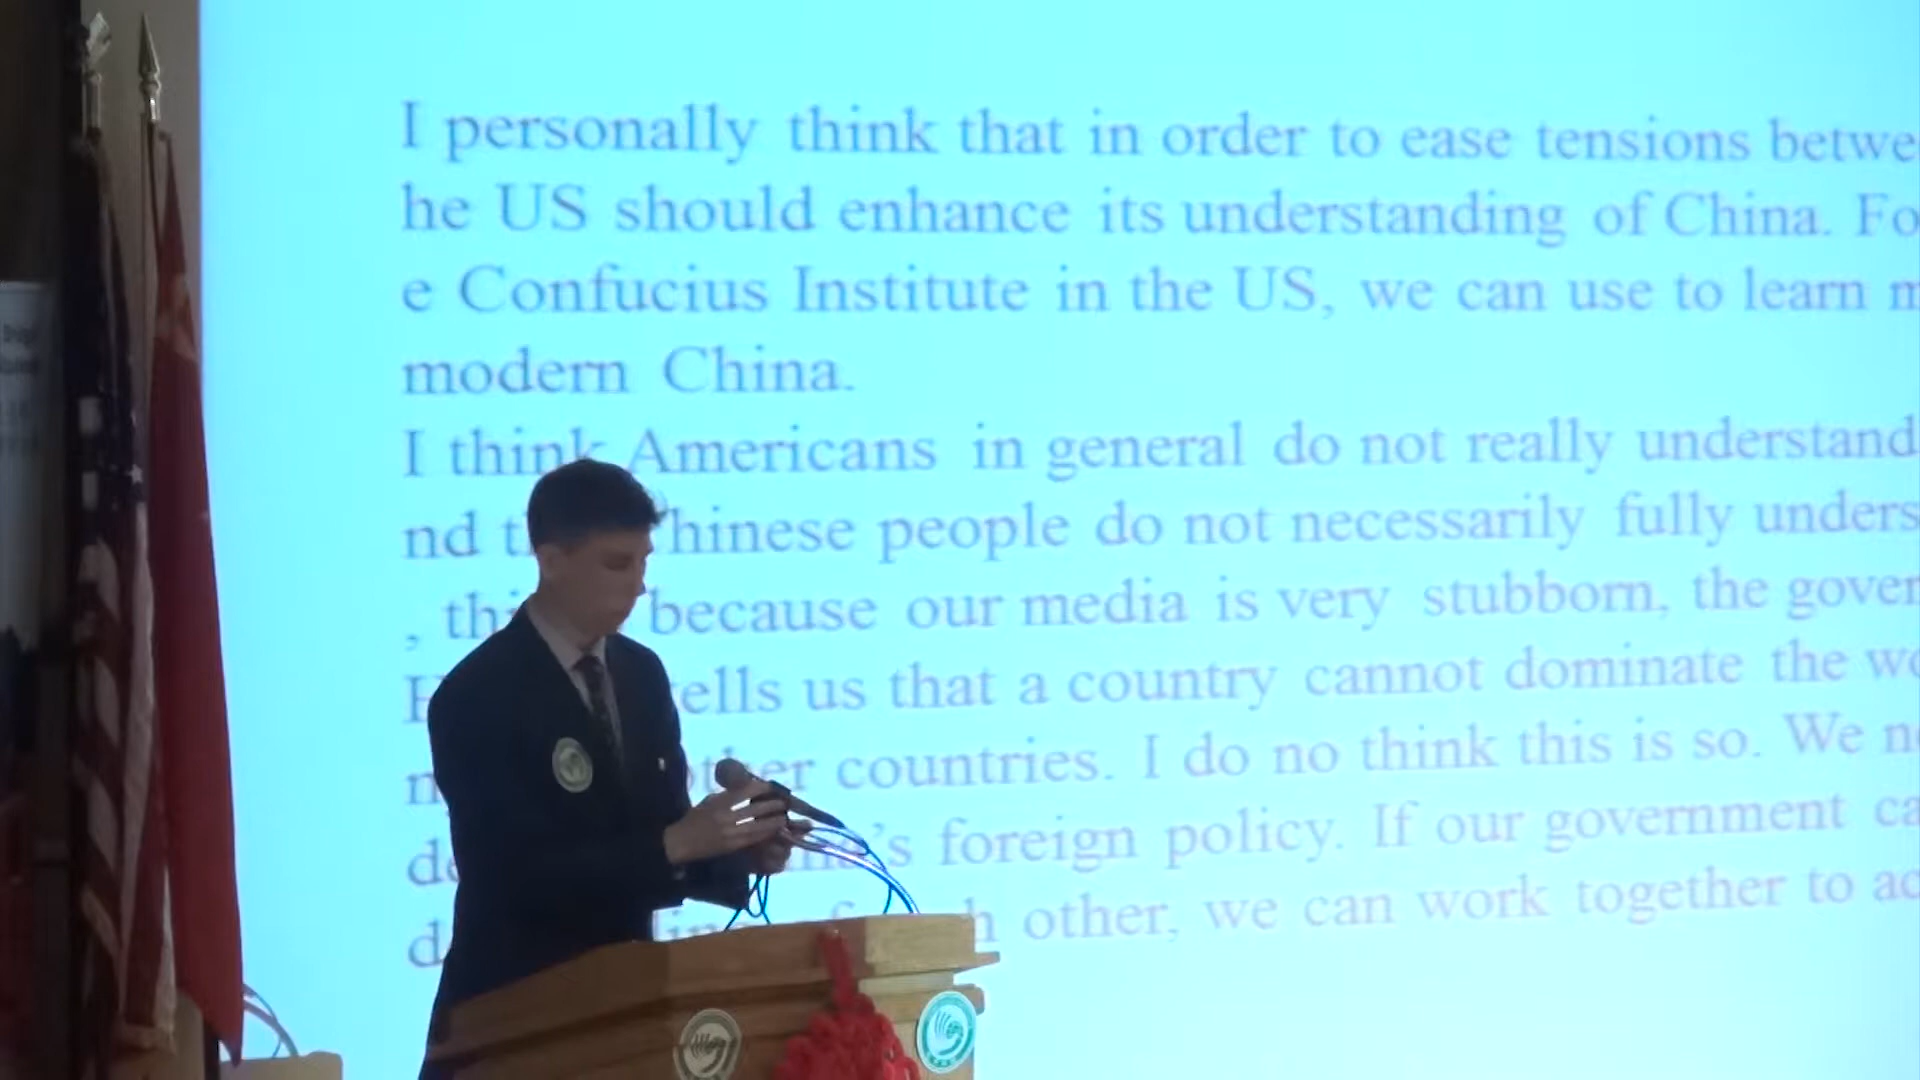 I personally think that in order to ease tensions betwe
he US should enhance its understanding of China. Fo
e Confucius Institute in the US, we can use to learn m
modern China.
I think Americans in general do not really understand
nd hinese people do not necessarily fully unders
, thi because our media is very stubborn, the gover
ells us that a country cannot dominate the wo
other countries. I do no think this is so. We ne
's foreign policy. If our government ca
other, we can work together to ac